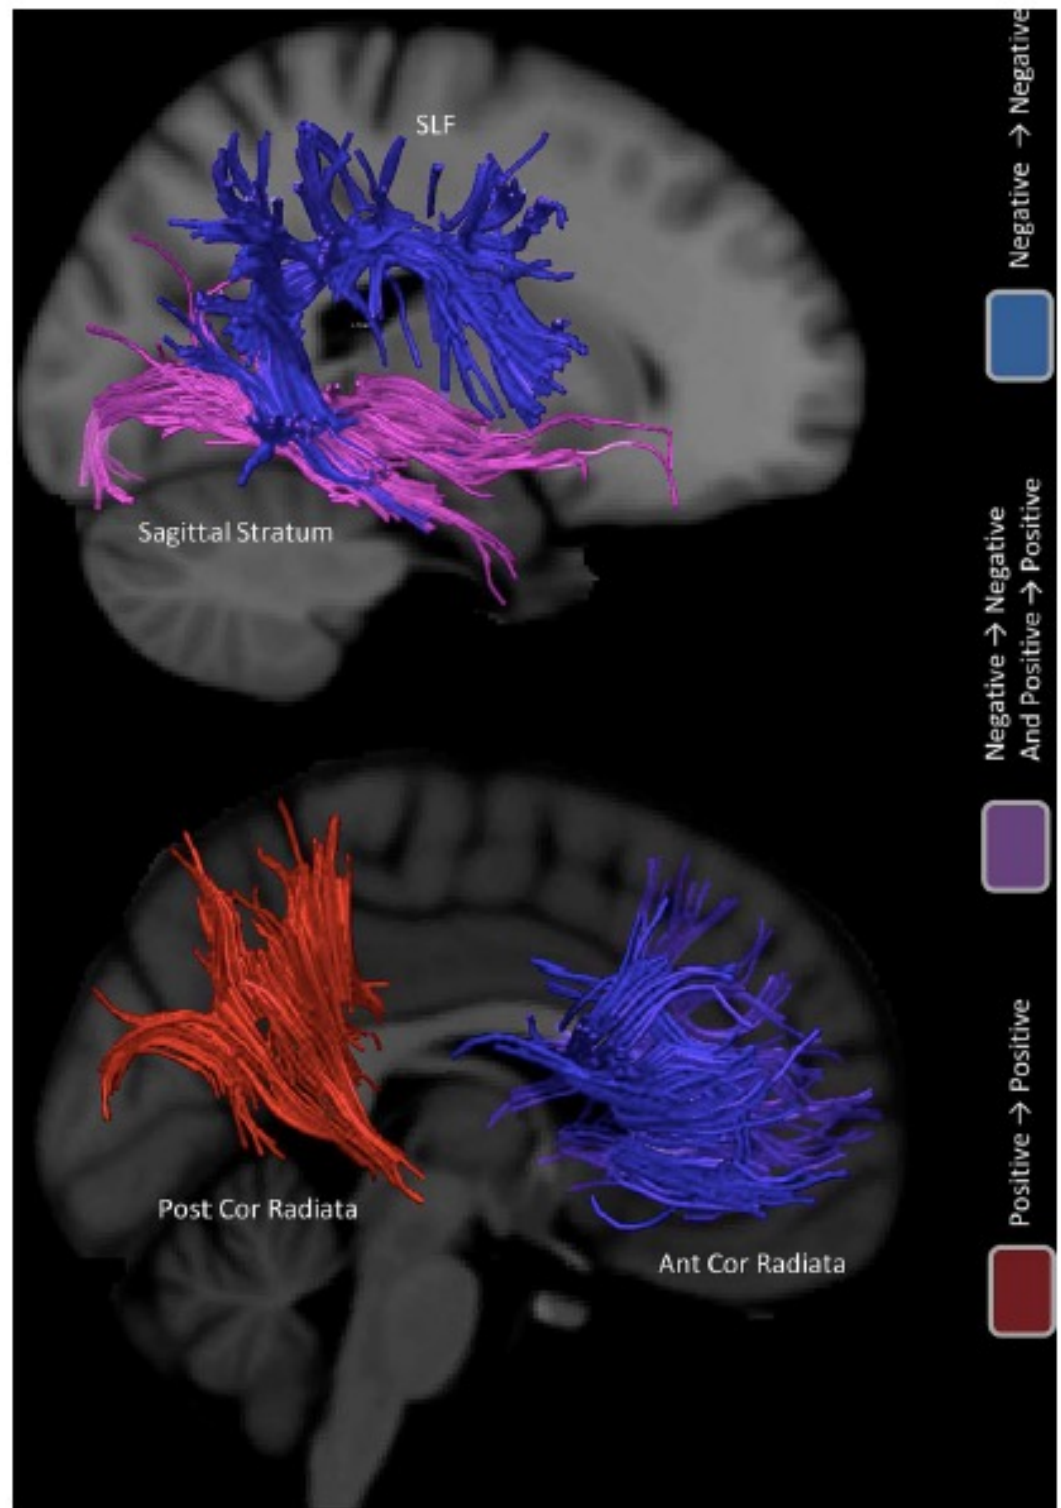 SLF
Sagittal Stratum
Post Cor Radiata
Ant Cor Radiata
Positive → Positive
Negative → Negative
And Positive → Positive
Negative → Negative